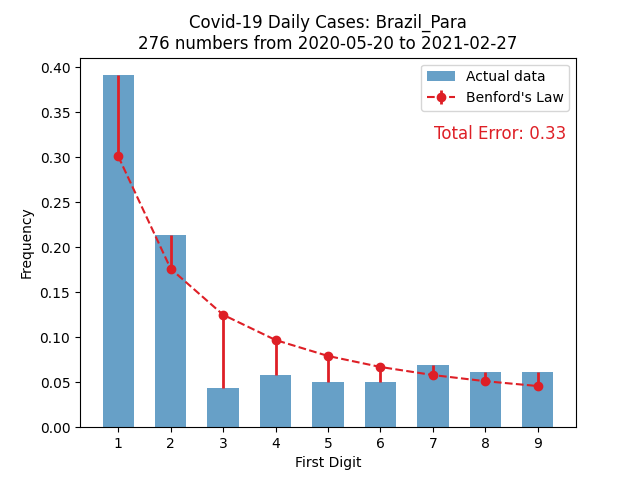 Covid-19 Daily Cases: Brazil_Para
276 numbers from 2020-05-20 to 2021-02-27
Actual data
Benford's Law
Total Error: 0.33
Frequency
0.40
0.35
0.30
0.25
0.20
0.15
0.10
0.05
0.00
1 2 3 4 5 6 7 8 9
First Digit